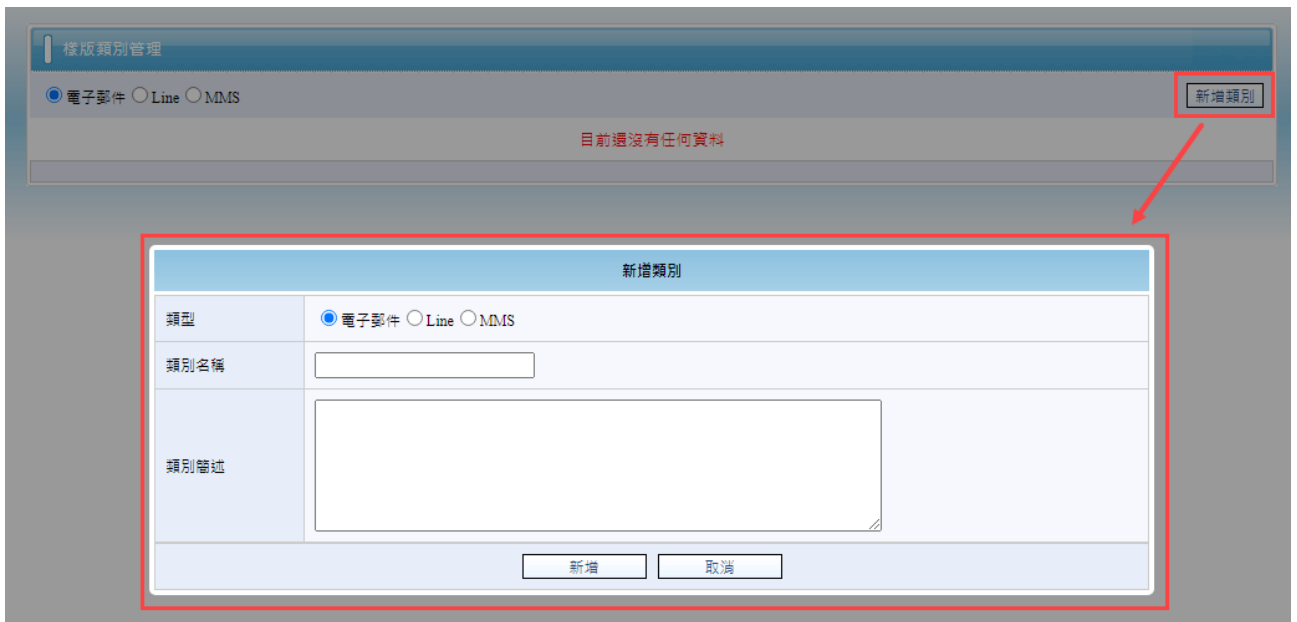 樣版類別管理
電子郵件 Line MMS 新增類別
目前還沒有任何資料
新增類別
類型 電子郵件 Line MMS
類別名稱
類別簡述
新增 取消